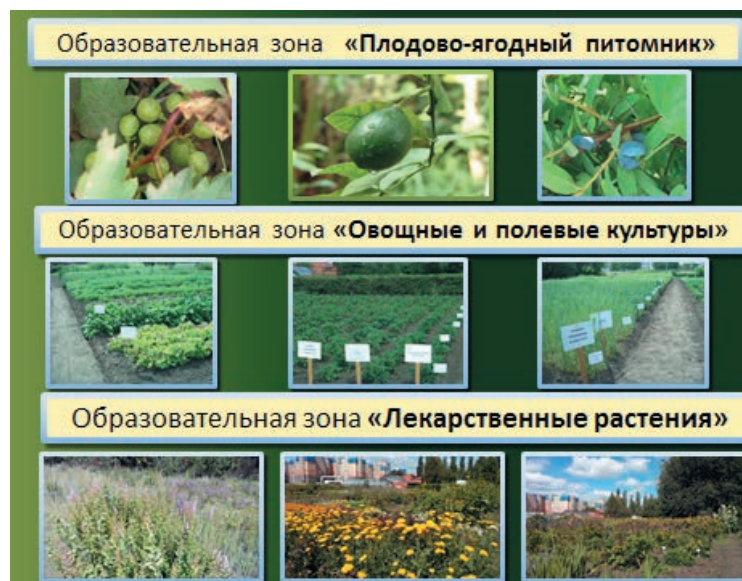 Образовательная зона «Плодово-ягодный питомник»
Образовательная зона «Овощные и полевые культуры»
Образовательная зона «Лекарственные растения»